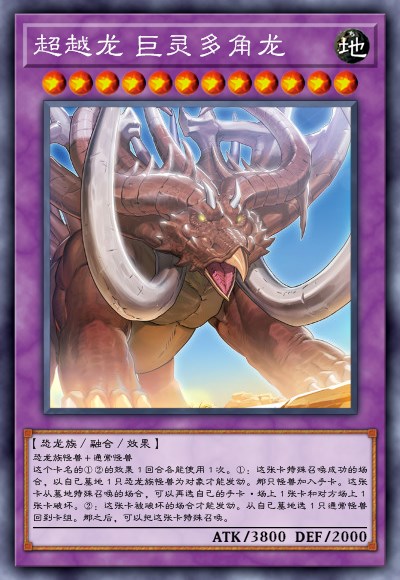 超越龙 巨灵多角龙
地
【恐龙族／融合／效果】
恐龙族怪兽＋通常怪兽
这个卡名的①②的效果1回合各能使用1次。①：这张卡特殊召唤成功的场
合，以自己墓地1只恐龙族怪兽为对象才能发动。那只怪兽加入手卡。这张
卡从墓地特殊召唤的场合，可以再选自己的手卡·场上1张卡和对方场上1
张卡破坏。②：这张卡被破坏的场合才能发动。从自己墓地选1只通常怪兽
回到卡组。那之后，可以把这张卡特殊召唤。
ATK/3800 DEF/2000